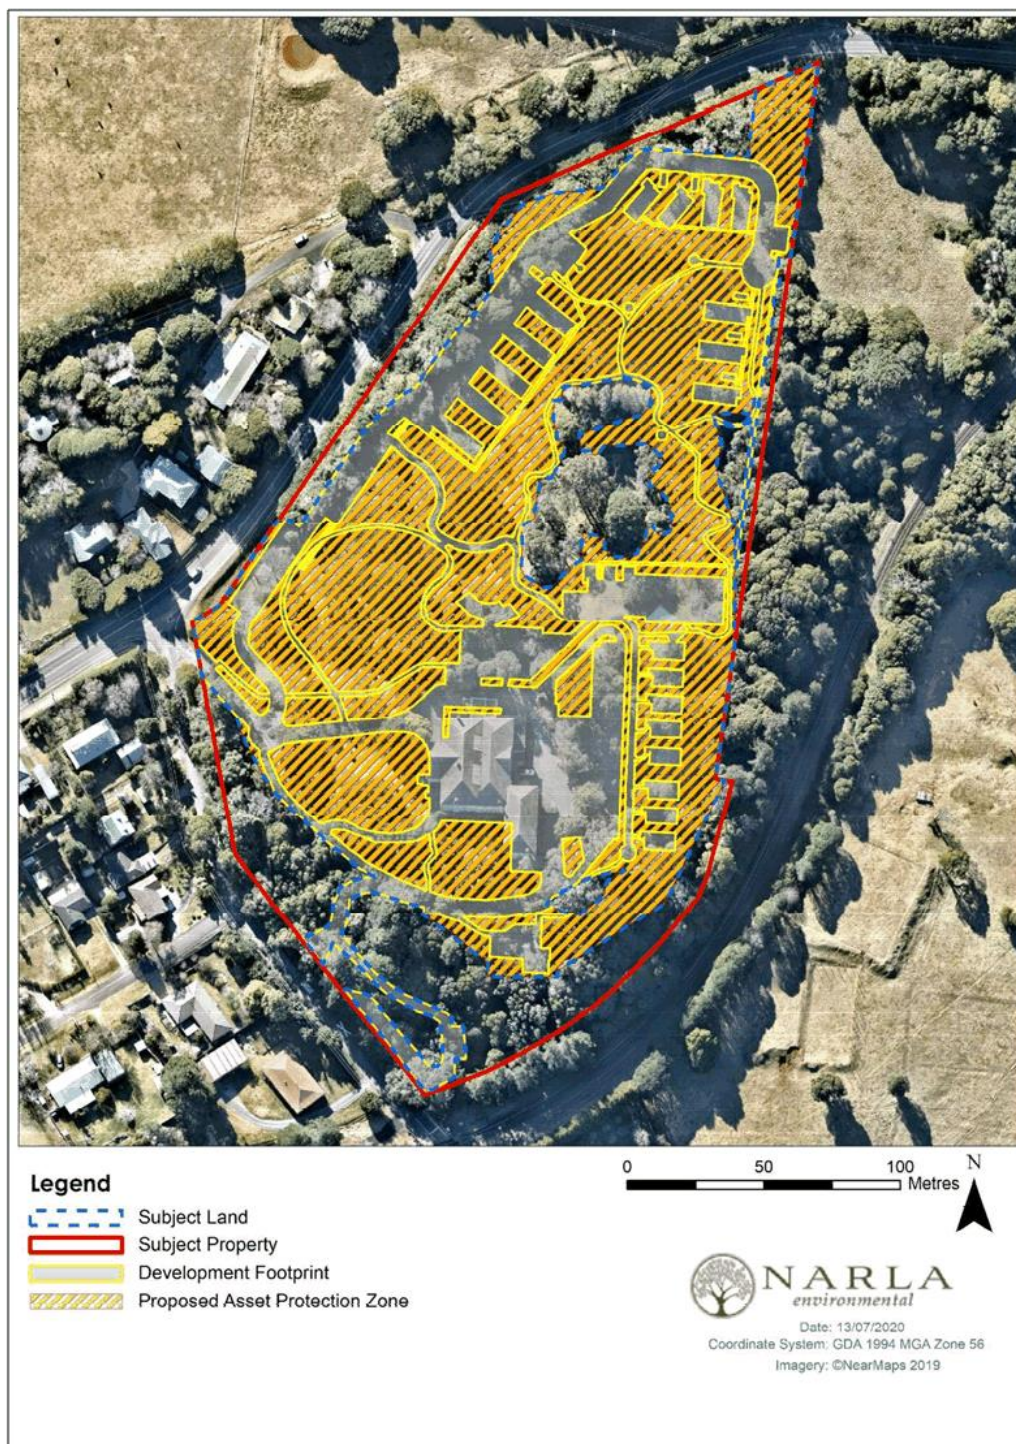 0 50 100
Metres
N
Legend
Subject Land
Subject Property
Development Footprint
Proposed Asset Protection Zone
NARLA
environmental
Date: 13/07/2020
Coordinate System: GDA 1994 MGA Zone 56
Imagery: ©NearMaps 2019